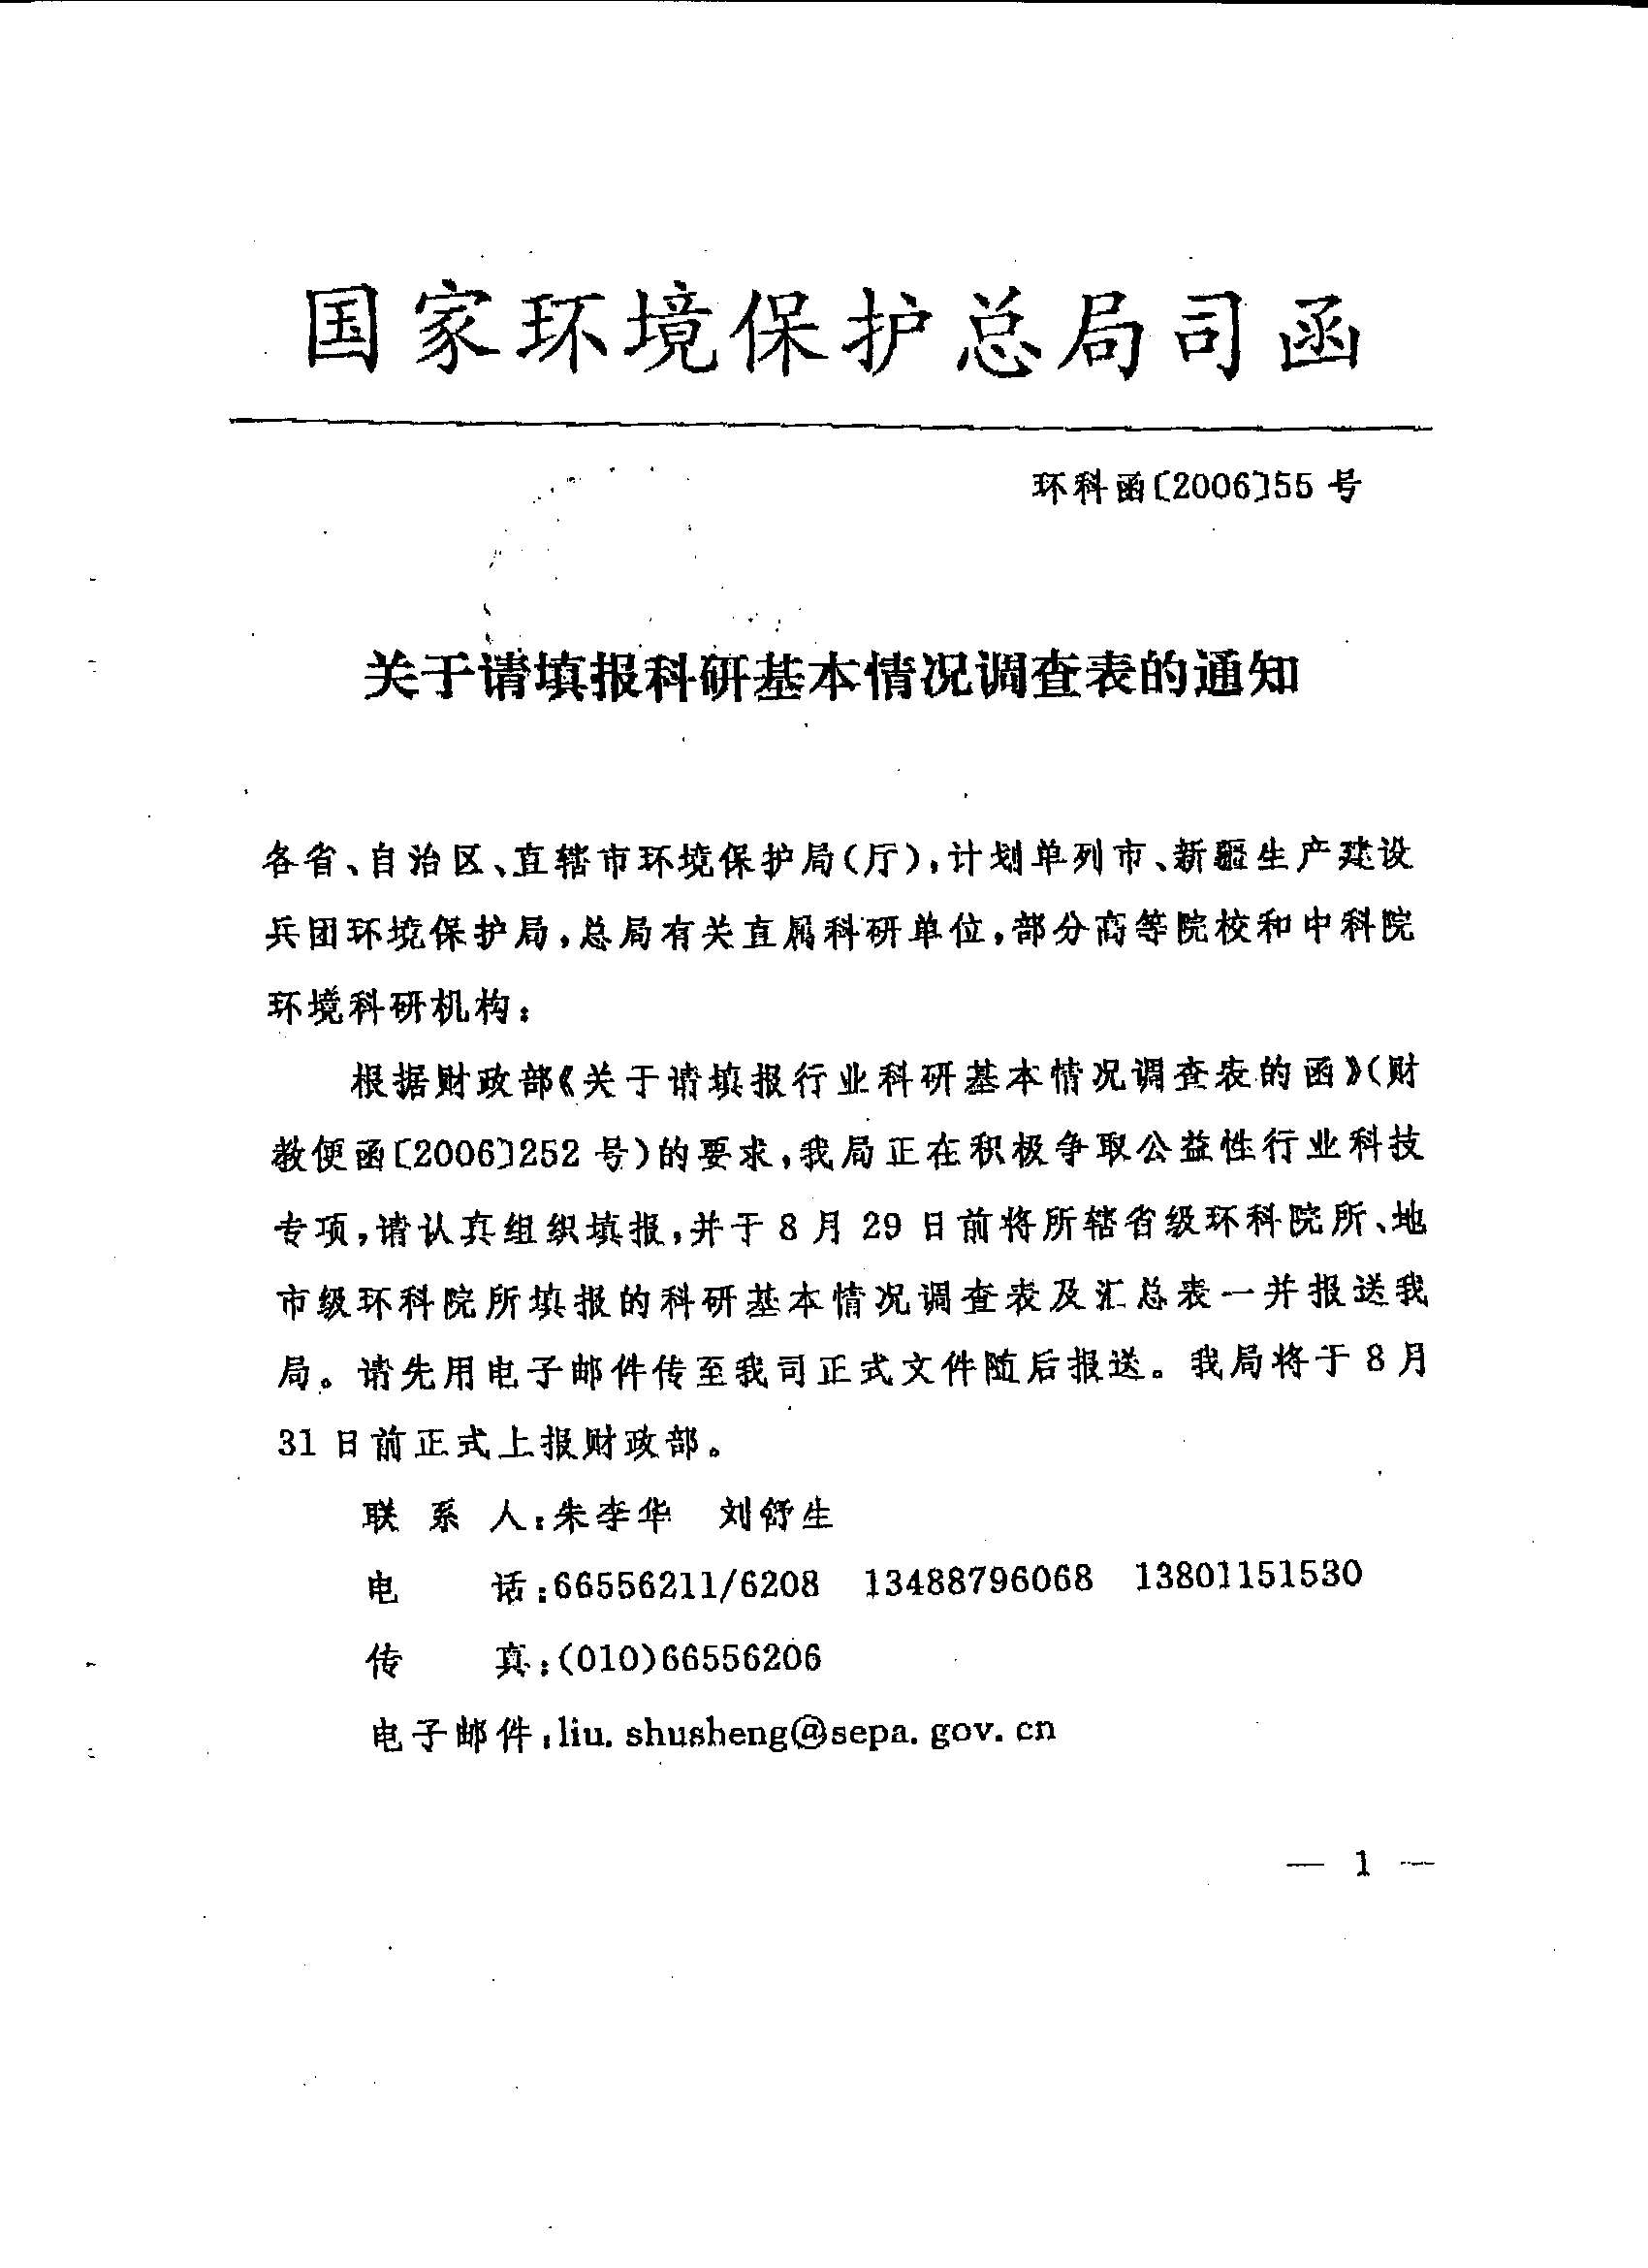 国家环境保护总局司函
环科函〔2006〕55 号
关于请填报科研基本情况调查表的通知
各省、自治区、直辖市环境保护局(厅),计划单列市、新疆生产建设
兵团环境保护局,总局有关直属科研单位,部分高等院校和中科院
环境科研机构:
根据财政部《关于请填报行业科研基本情况调查表的函》(财
教便函〔2006〕252 号)的要求,我局正在积极争取公益性行业科技
专项,请认真组织填报,并于 8 月 29 日前将所辖省级环科院所、地
市级环科院所填报的科研基本情况调查表及汇总表一并报送我
局。请先用电子邮件传至我司正式文件随后报送。我局将于 8 月
31 日前正式上报财政部。
联 系 人:朱李华 刘舒生
电 话:66556211/6208 13488796068 13801151530
传 真:(010)66556206
电子邮件:liu. shusheng@sepa. gov. cn
— 1 —